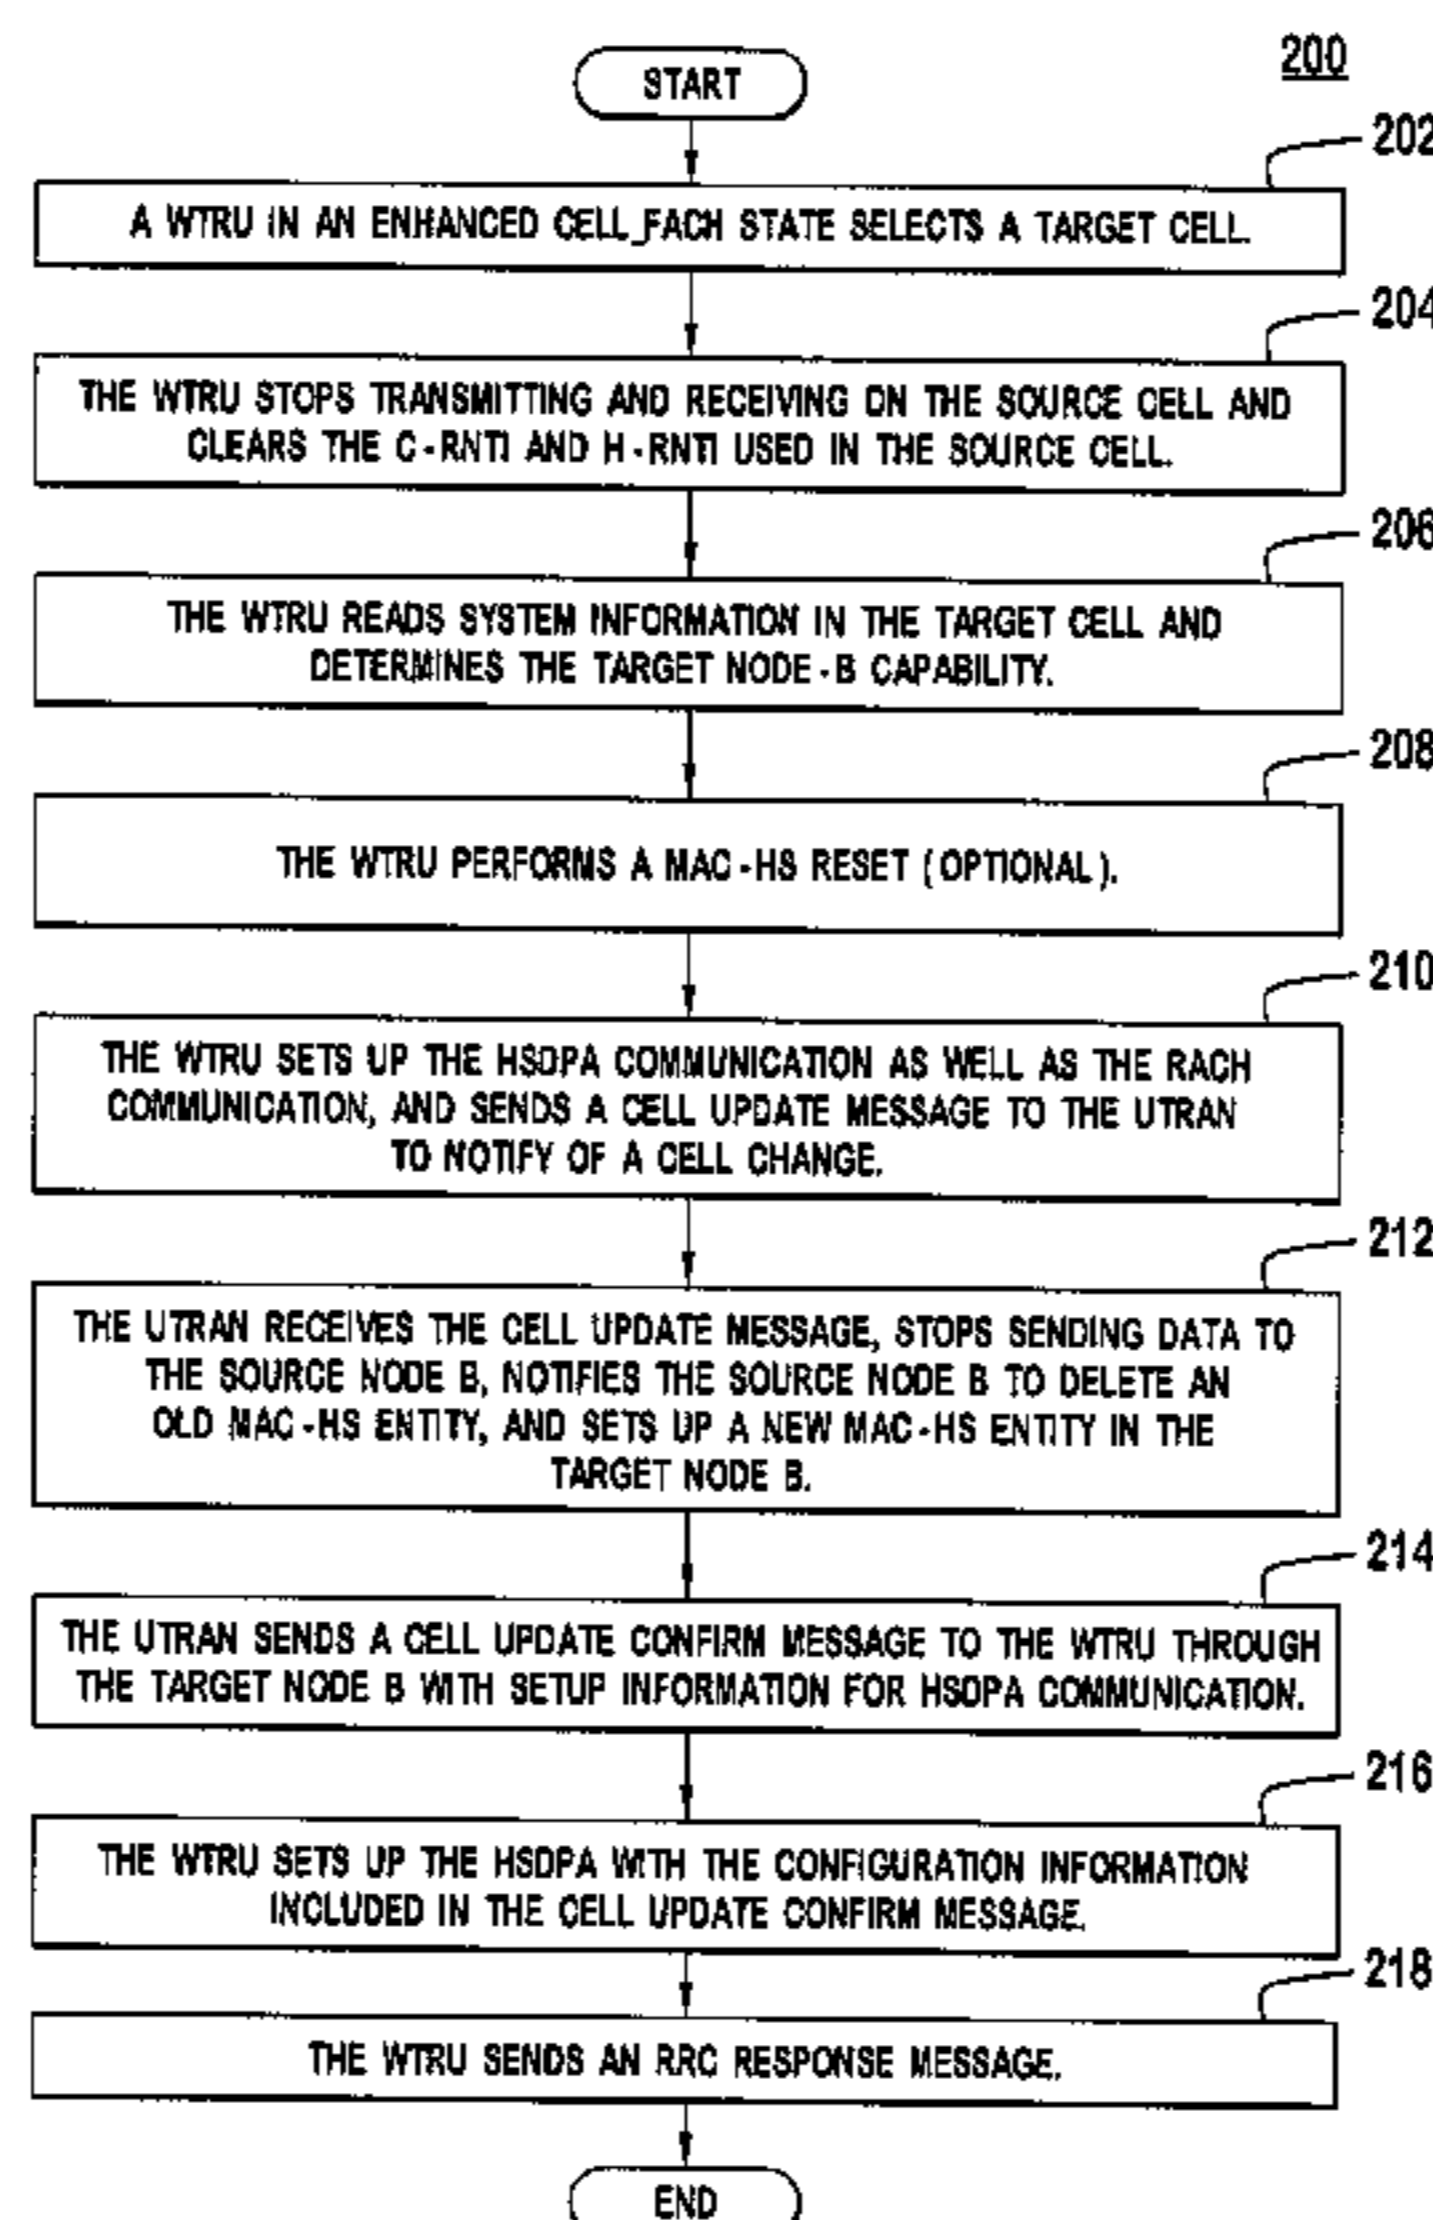 200
START
202
A WTRU IN AN ENHANCED CELL_FACH STATE SELECTS A TARGET CELL.
204
THE WTRU STOPS TRANSMITTING AND RECEIVING ON THE SOURCE CELL AND
CLEARS THE C-RNTI AND H-RNTI USED IN THE SOURCE CELL.
206
THE WTRU READS SYSTEM INFORMATION IN THE TARGET CELL AND
DETERMINES THE TARGET NODE-B CAPABILITY.
208
THE WTRU PERFORMS A MAC-HS RESET (OPTIONAL).
210
THE WTRU SETS UP THE HSDPA COMMUNICATION AS WELL AS THE RACH
COMMUNICATION, AND SENDS A CELL UPDATE MESSAGE TO THE UTRAN
TO NOTIFY OF A CELL CHANGE.
212
THE UTRAN RECEIVES THE CELL UPDATE MESSAGE, STOPS SENDING DATA TO
THE SOURCE NODE B, NOTIFIES THE SOURCE NODE B TO DELETE AN
OLD MAC-HS ENTITY, AND SETS UP A NEW MAC-HS ENTITY IN THE
TARGET NODE B.
214
THE UTRAN SENDS A CELL UPDATE CONFIRM MESSAGE TO THE WTRU THROUGH
THE TARGET NODE B WITH SETUP INFORMATION FOR HSDPA COMMUNICATION.
216
THE WTRU SETS UP THE HSDPA WITH THE CONFIGURATION INFORMATION
INCLUDED IN THE CELL UPDATE CONFIRM MESSAGE.
218
THE WTRU SENDS AN RRC RESPONSE MESSAGE.
END